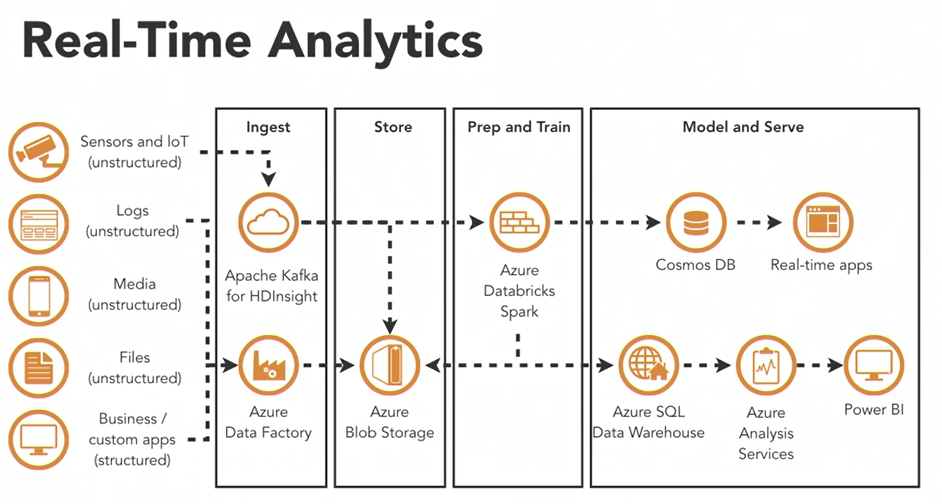 Real-Time Analytics
Ingest
Store
Prep and Train
Model and Serve
Sensors and IoT
(unstructured)
Logs
(unstructured)
Media
(unstructured)
Files
(unstructured)
Business /
custom apps
(structured)
Apache Kafka
for HDInsight
Azure
Data Factory
Azure
Blob Storage
Azure
Databricks
Spark
Cosmos DB
Real-time apps
Azure SQL
Data Warehouse
Azure
Analysis
Services
Power BI